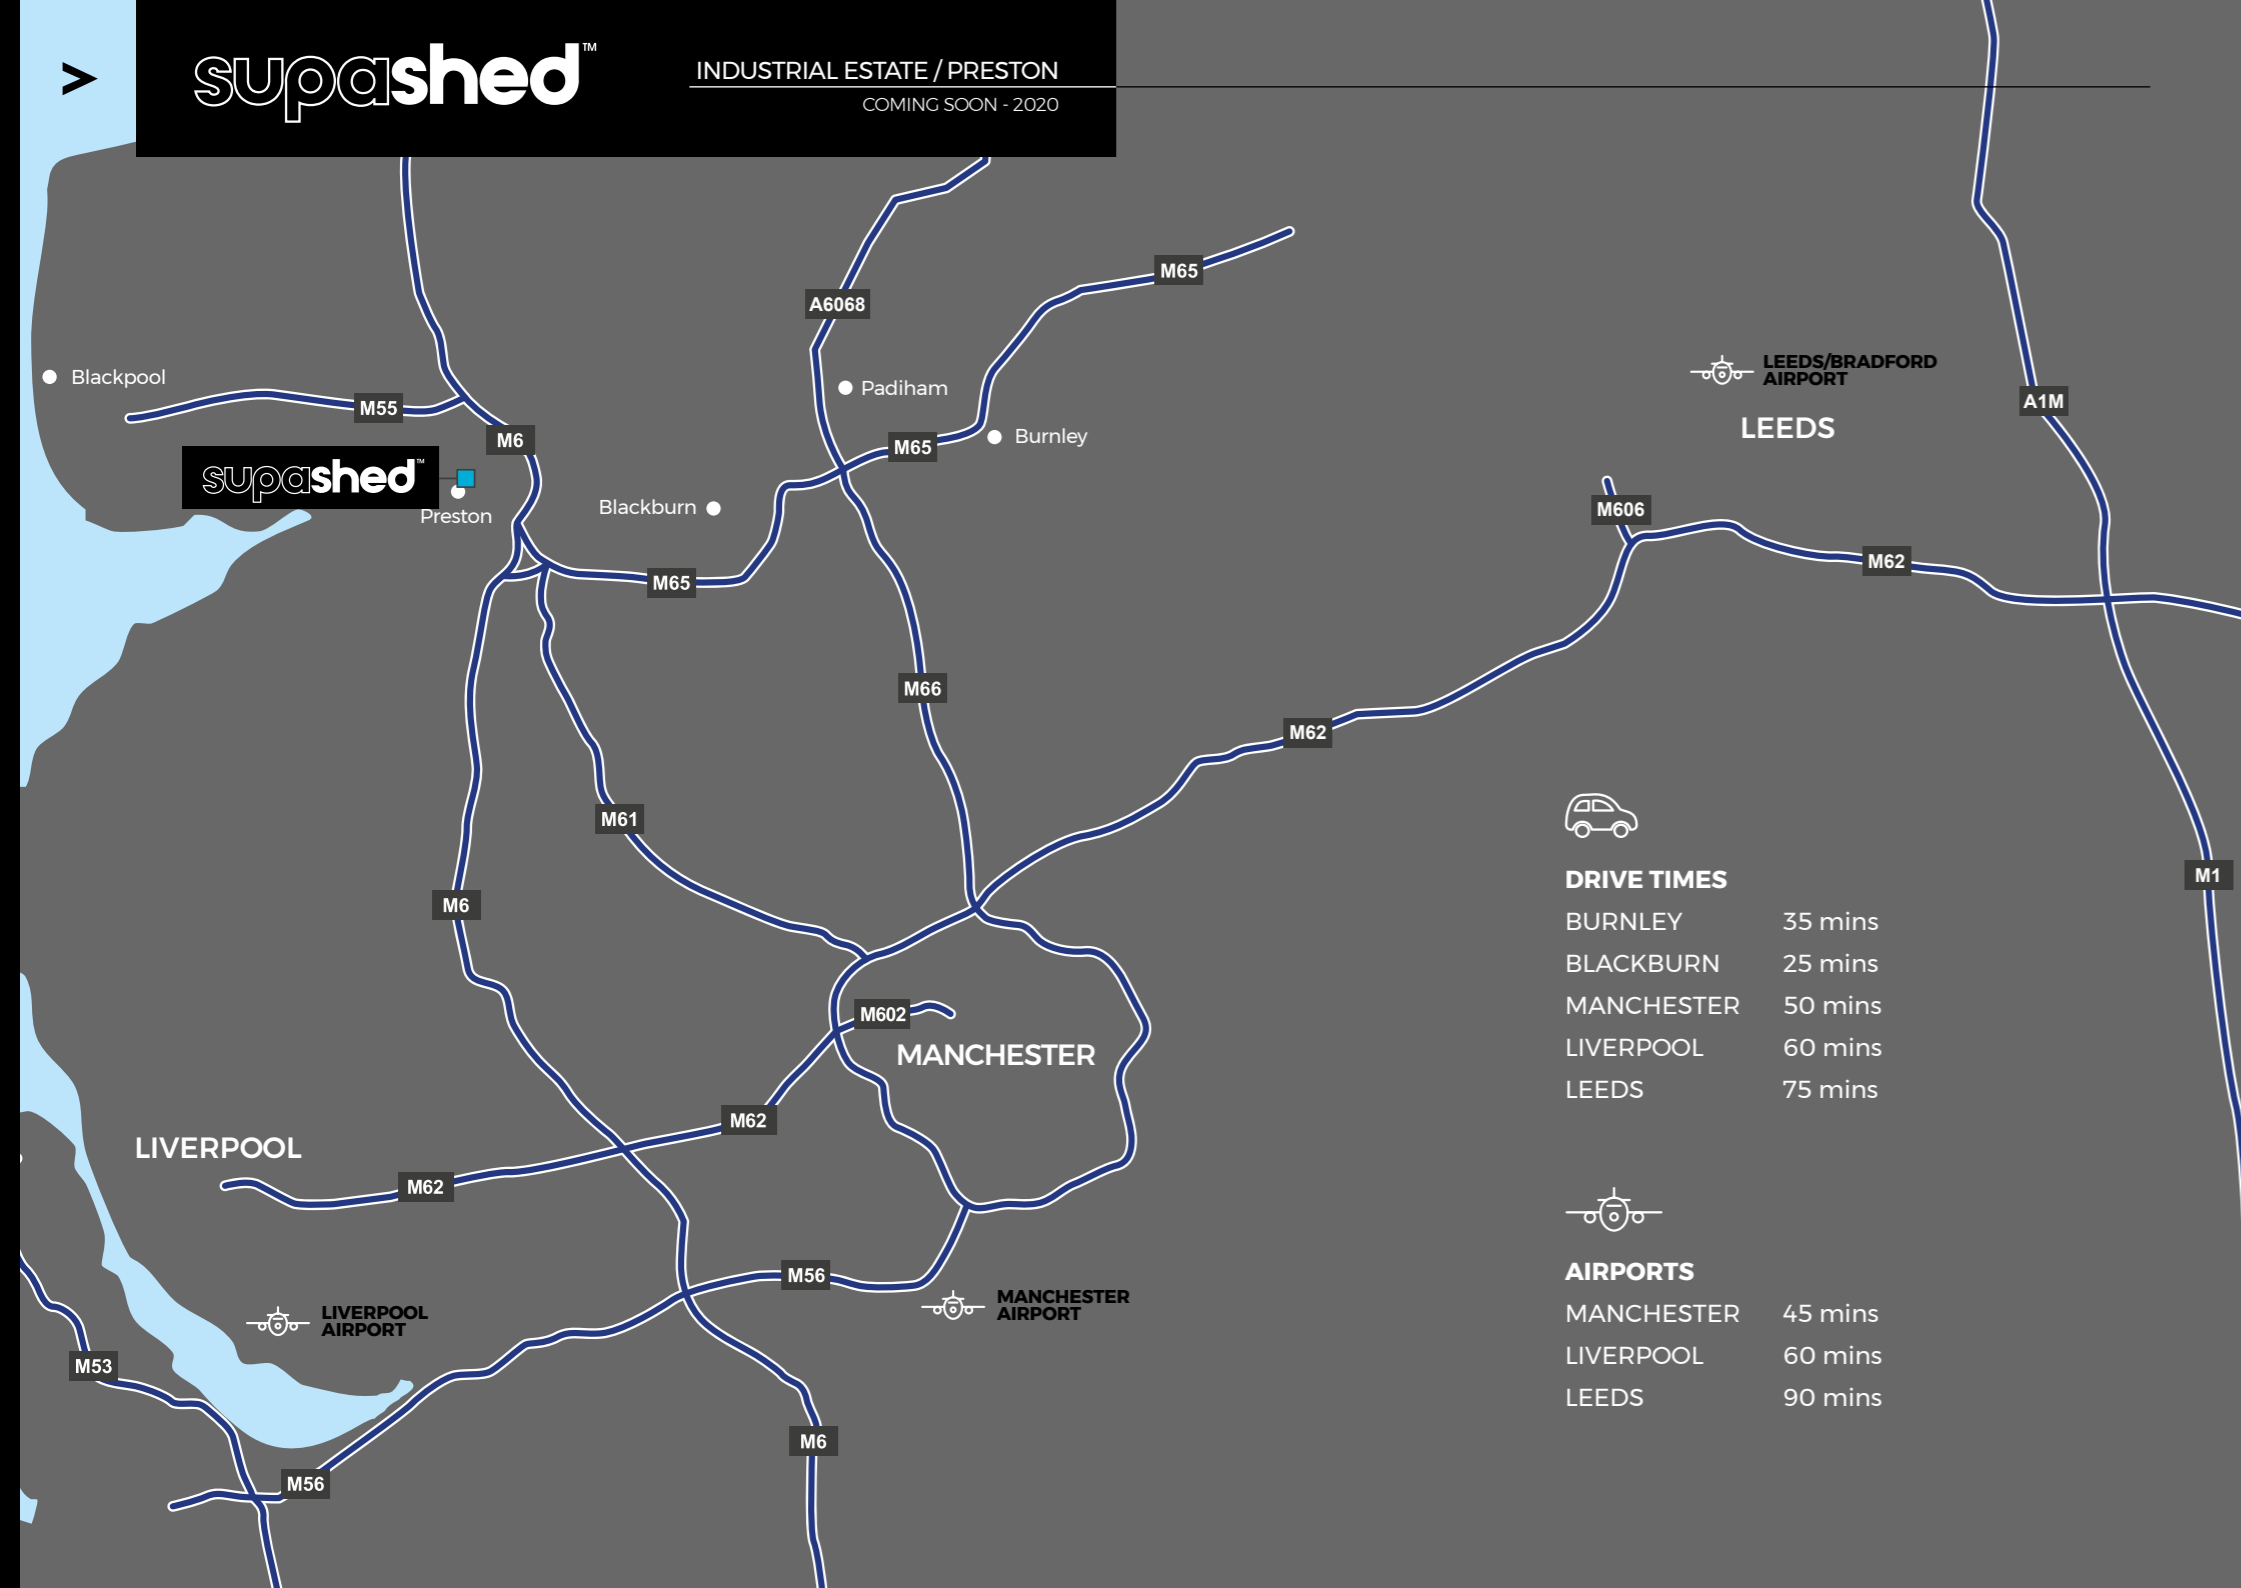 >
supashed™
INDUSTRIAL ESTATE / PRESTON
COMING SOON - 2020
M65
A6068
LEEDS/BRADFORD
AIRPORT
Blackpool
Padiham
A1M
M55
LEEDS
M6
M65
Burnley
supashed™
Preston
Blackburn
M606
M62
M65
M66
M62
M61
M1
M6
DRIVE TIMES
BURNLEY 35 mins
BLACKBURN 25 mins
MANCHESTER 50 mins
LIVERPOOL 60 mins
LEEDS 75 mins
M602
MANCHESTER
M62
LIVERPOOL
M62
M56
AIRPORTS
MANCHESTER 45 mins
LIVERPOOL 60 mins
LEEDS 90 mins
MANCHESTER
AIRPORT
LIVERPOOL
AIRPORT
M53
M6
M56